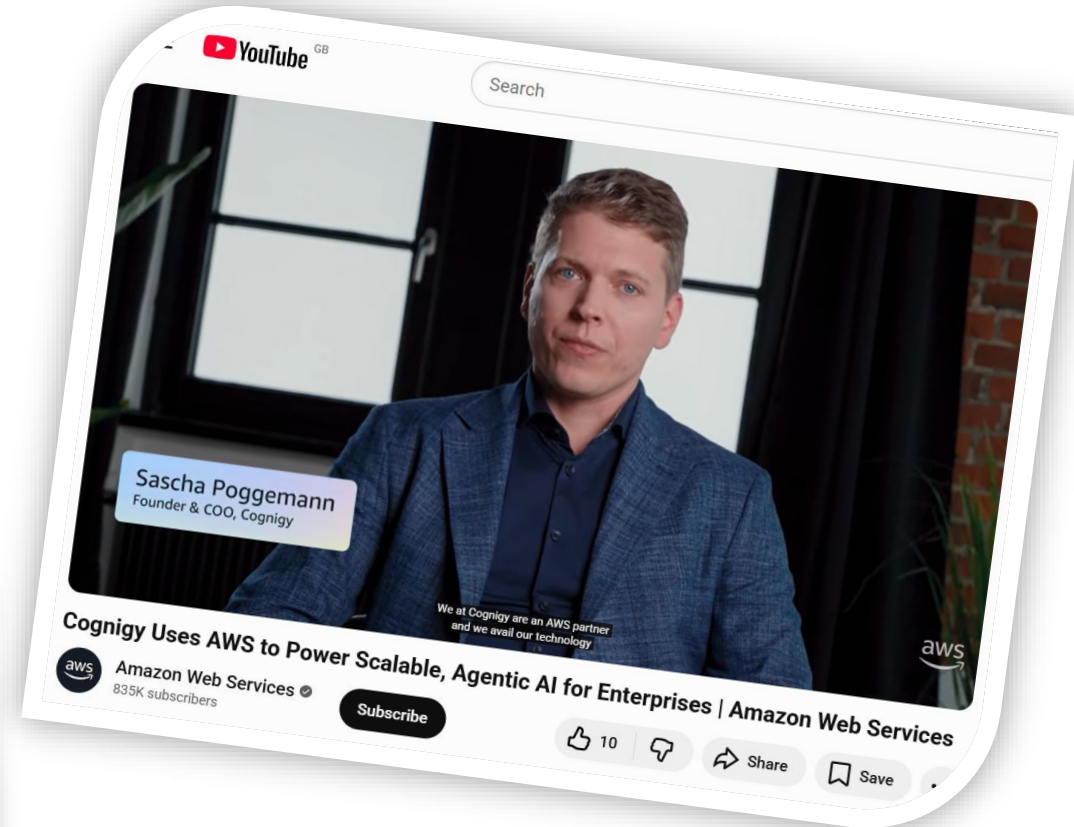 YouTube GB
Search
Sascha Poggemann
Founder & COO, Cognigy
We at Cognigy are an AWS partner
and we avail our technology
aws
Cognigy Uses AWS to Power Scalable, Agentic AI for Enterprises | Amazon Web Services
aws
Amazon Web Services
835K subscribers
Subscribe
10
Share
Save